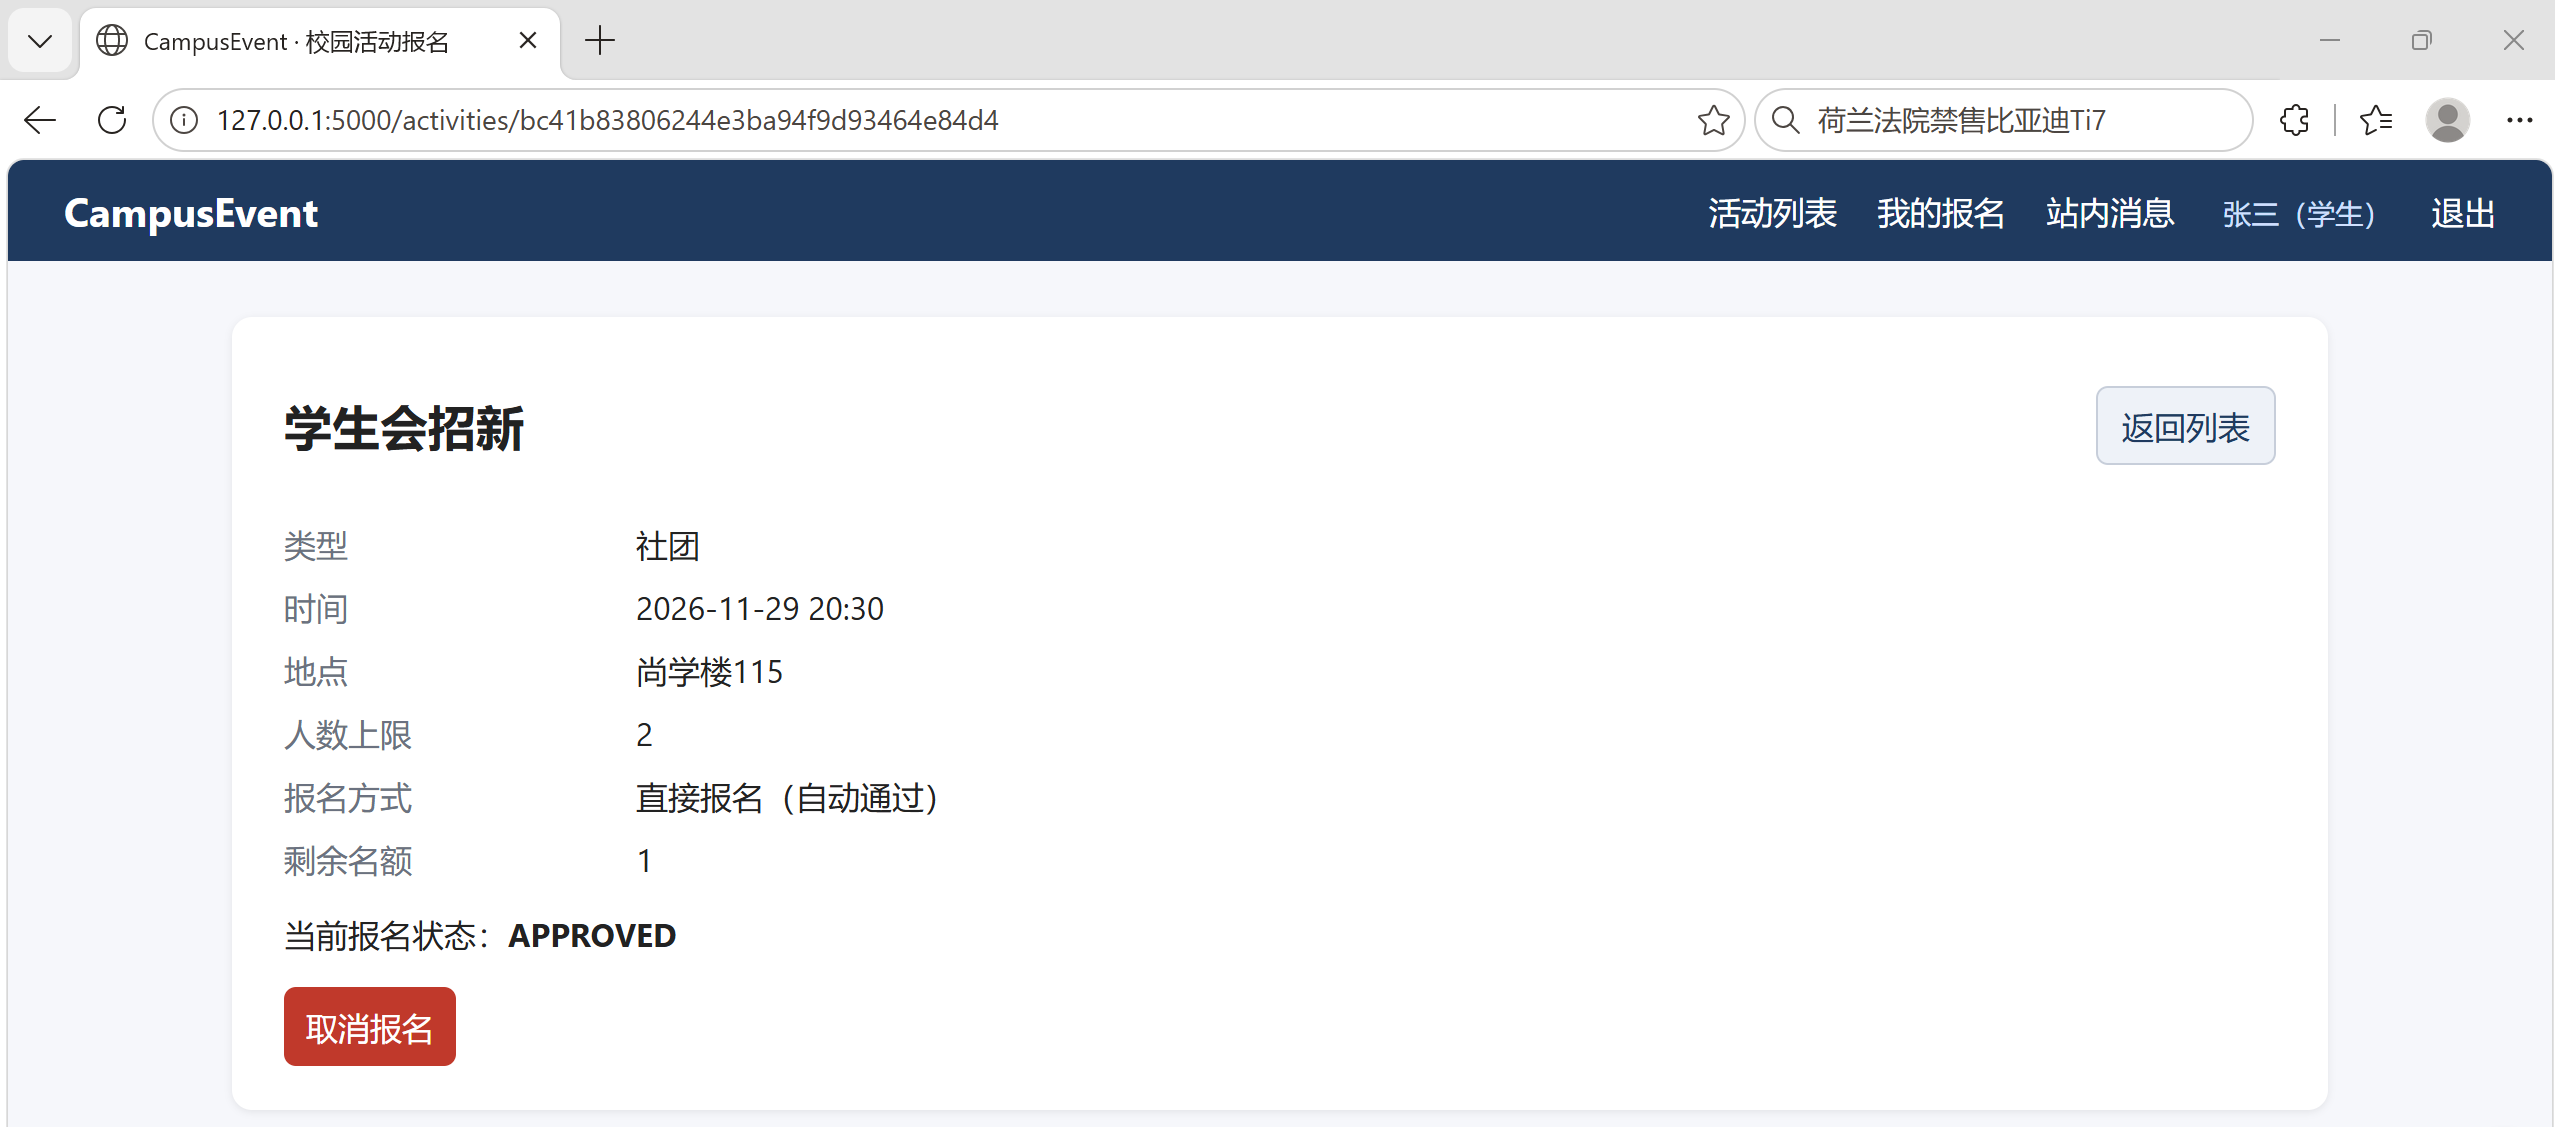 CampusEvent · 校园活动报名
127.0.0.1:5000/activities/bc41b83806244e3ba94f9d93464e84d4
荷兰法院禁售比亚迪Ti7
CampusEvent
活动列表 我的报名 站内消息 张三（学生） 退出
学生会招新
返回列表
类型 社团
时间 2026-11-29 20:30
地点 尚学楼115
人数上限 2
报名方式 直接报名（自动通过）
剩余名额 1
当前报名状态：APPROVED
取消报名